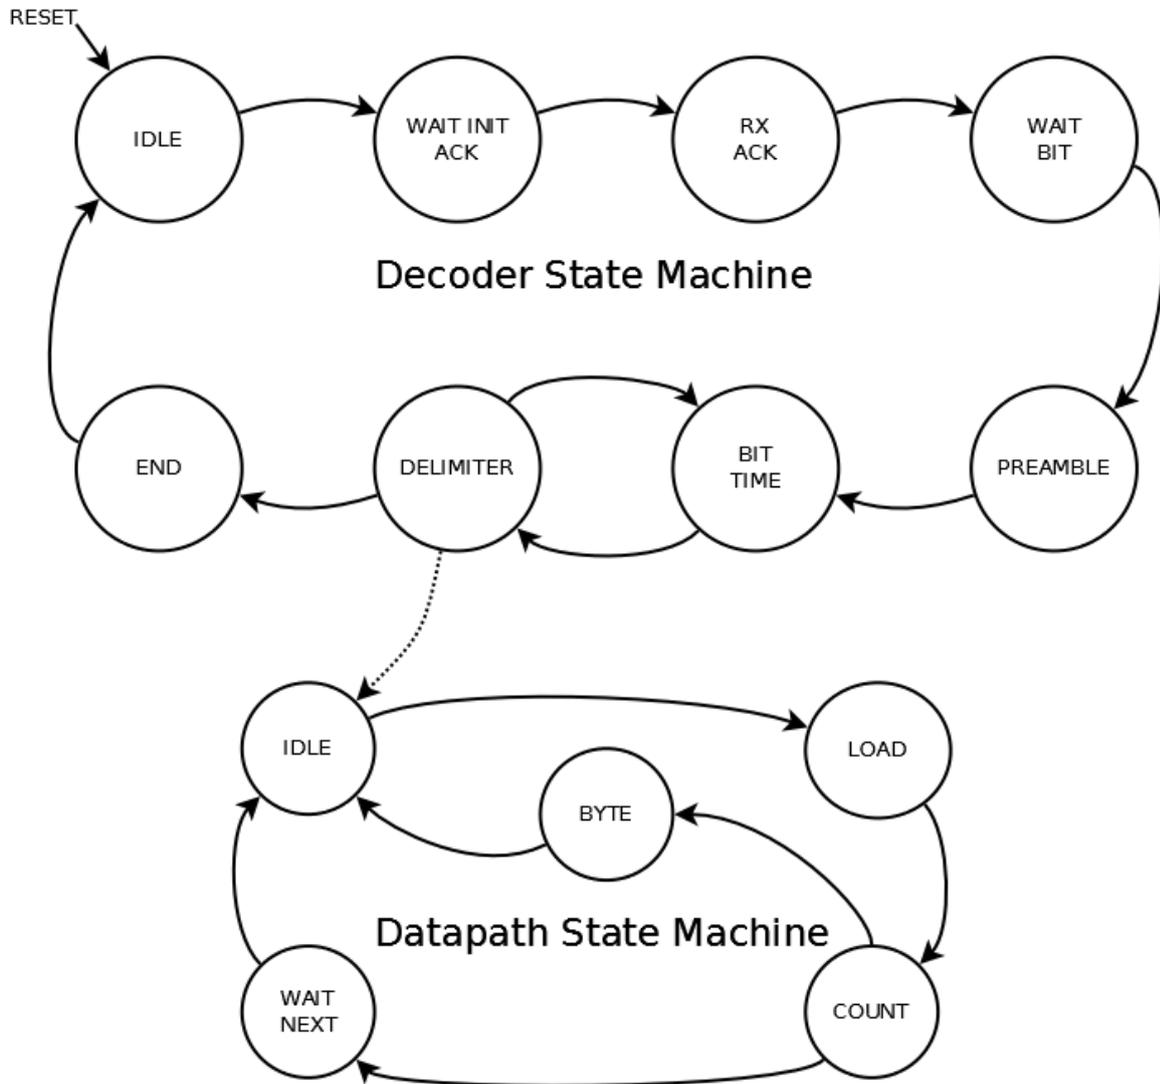 RESET
IDLE
WAIT INIT
ACK
RX
ACK
WAIT
BIT
Decoder State Machine
END
DELIMITER
BIT
TIME
PREAMBLE
IDLE
LOAD
BYTE
Datapath State Machine
WAIT
NEXT
COUNT